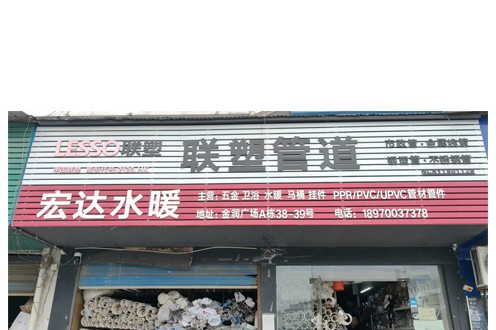 LESSO联塑
联塑管道
宏达水暖
主营: 五金 卫浴 水暖 马桶 挂件 PPR/PVC/UPVC管材管件
地址: 金润广场A栋38-39号 电话: 18970037378